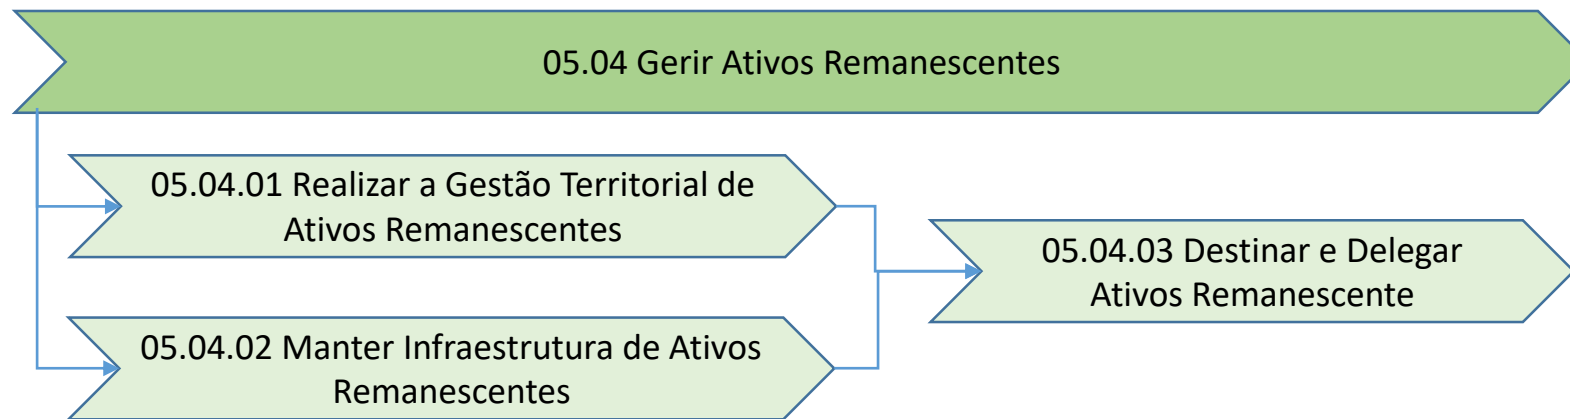 05.04 Gerir Ativos Remanescentes
05.04.01 Realizar a Gestão Territorial de
Ativos Remanescentes
05.04.02 Manter Infraestrutura de Ativos
Remanescentes
05.04.03 Destinar e Delegar
Ativos Remanescente